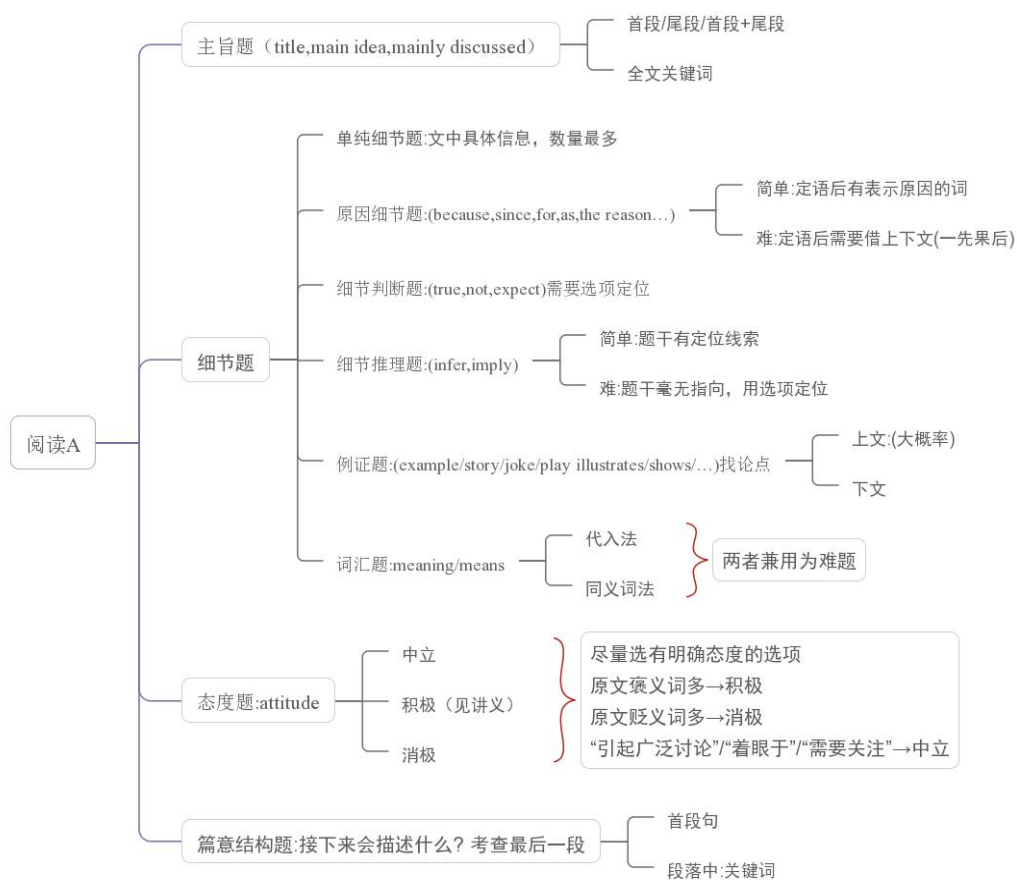 阅读A
主旨题（title,main idea,mainly discussed）
首段/尾段/首段+尾段
全文关键词
细节题
单纯细节题:文中具体信息，数量最多
原因细节题:(because,since,for,as,the reason…)
简单:定语后有表示原因的词
难:定语后需要借上下文(一先果后)
细节判断题:(true,not,expect)需要选项定位
细节推理题:(infer,imply)
简单:题干有定位线索
难:题干毫无指向，用选项定位
例证题:(example/story/joke/play illustrates/shows/…)找论点
上文:(大概率)
下文
词汇题:meaning/means
代入法
同义词法
两者兼用为难题
态度题:attitude
中立
积极（见讲义）
消极
尽量选有明确态度的选项
原文褒义词多→积极
原文贬义词多→消极
“引起广泛讨论”/“着眼于”/“需要关注”→中立
篇意结构题:接下来会描述什么? 考查最后一段
首段句
段落中:关键词